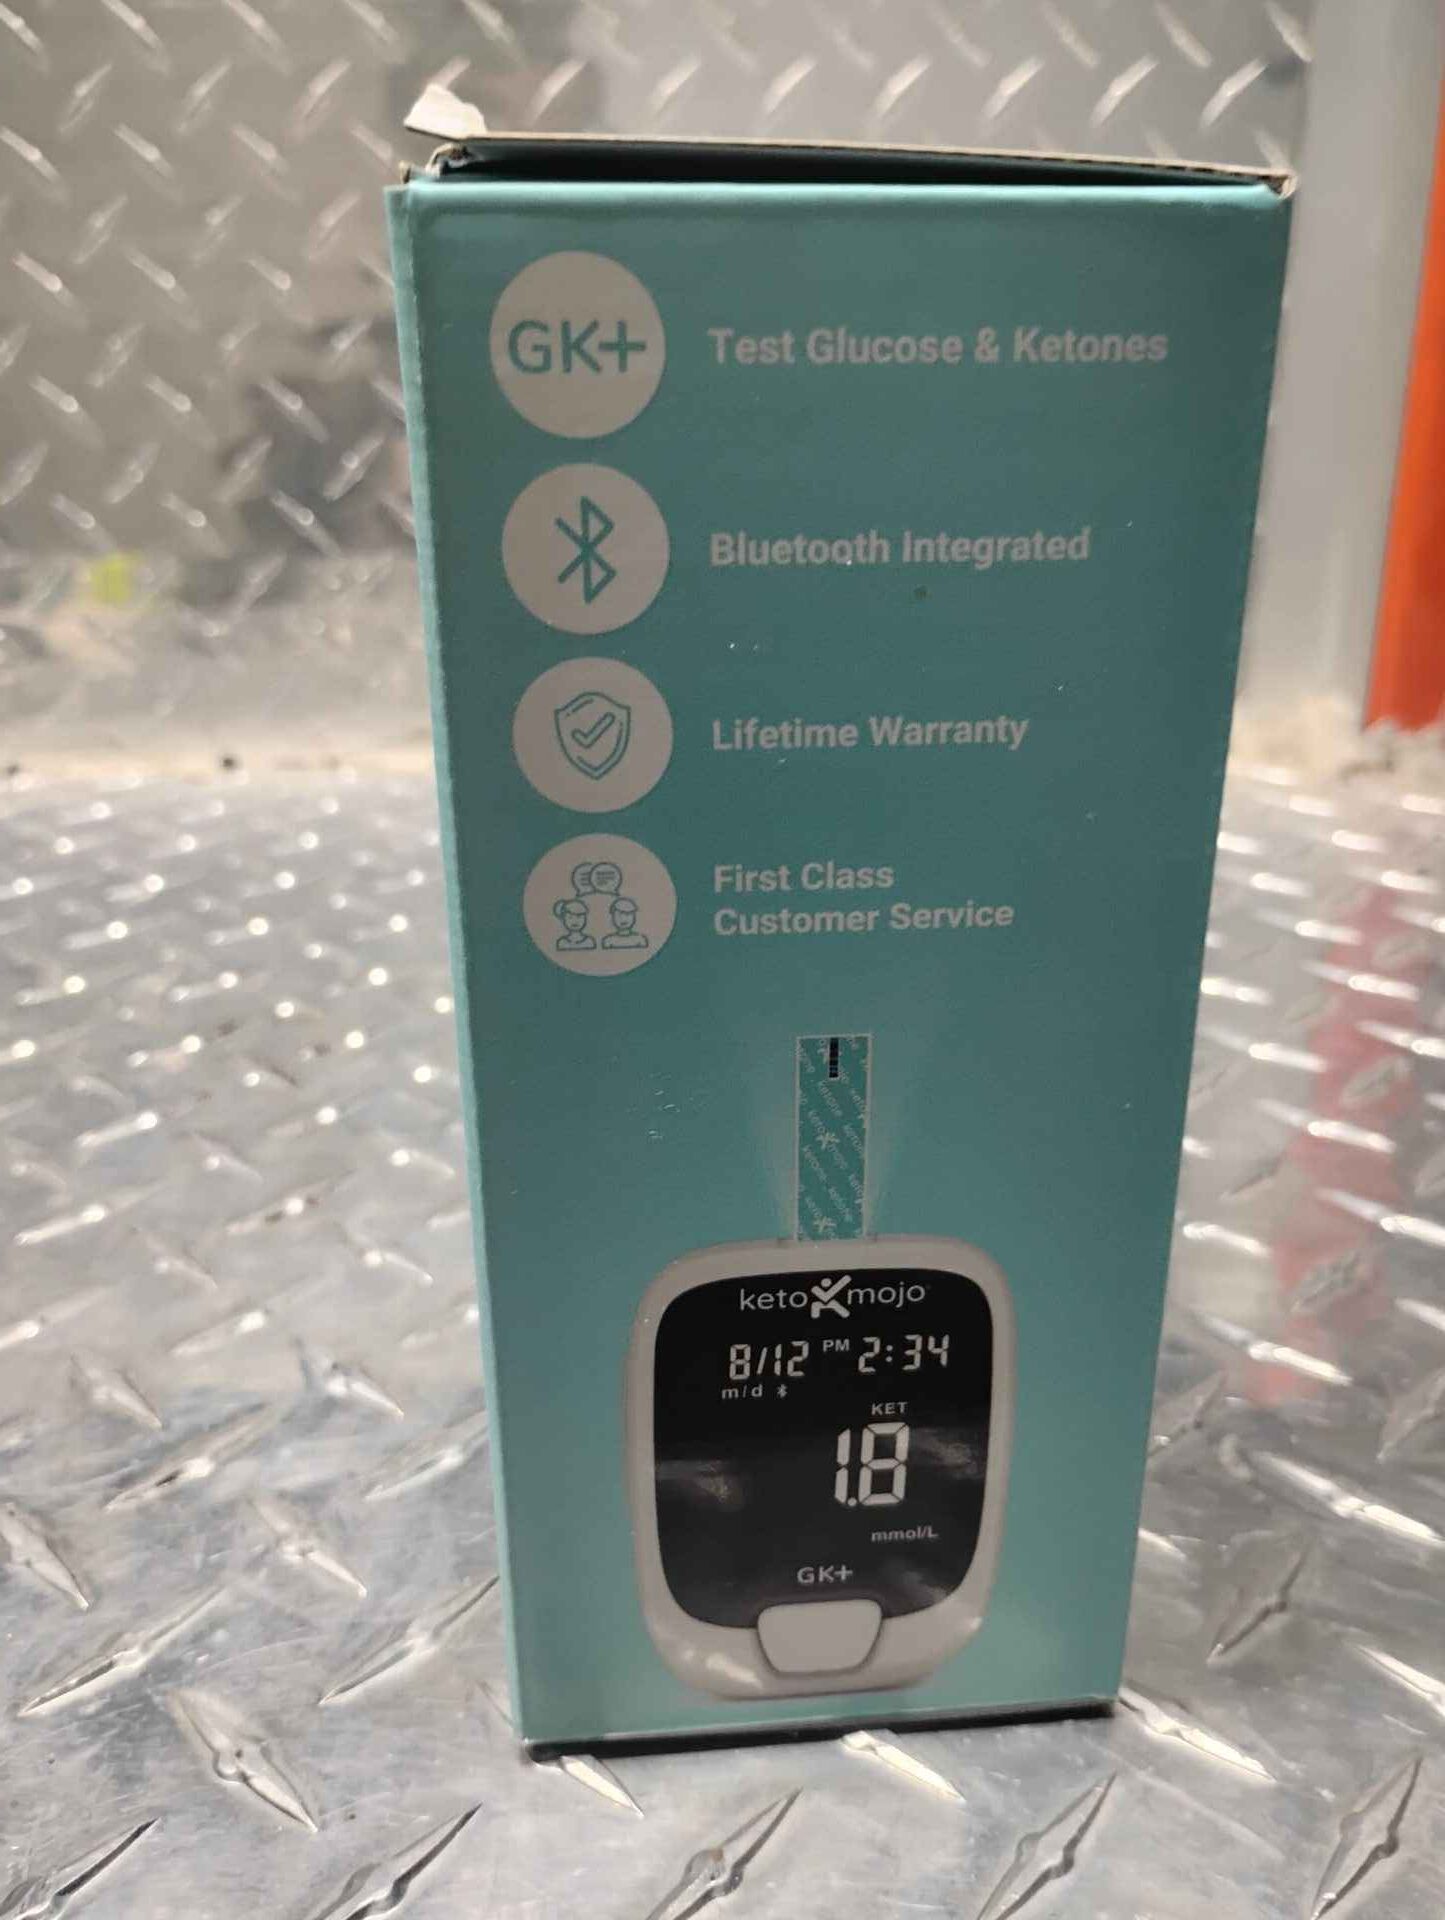 GK+
Test Glucose & Ketones
Bluetooth Integrated
Lifetime Warranty
First Class
Customer Service
keto mojo
8/12 PM 2:34
m/d
KET
1.8
mmol/L
GK+